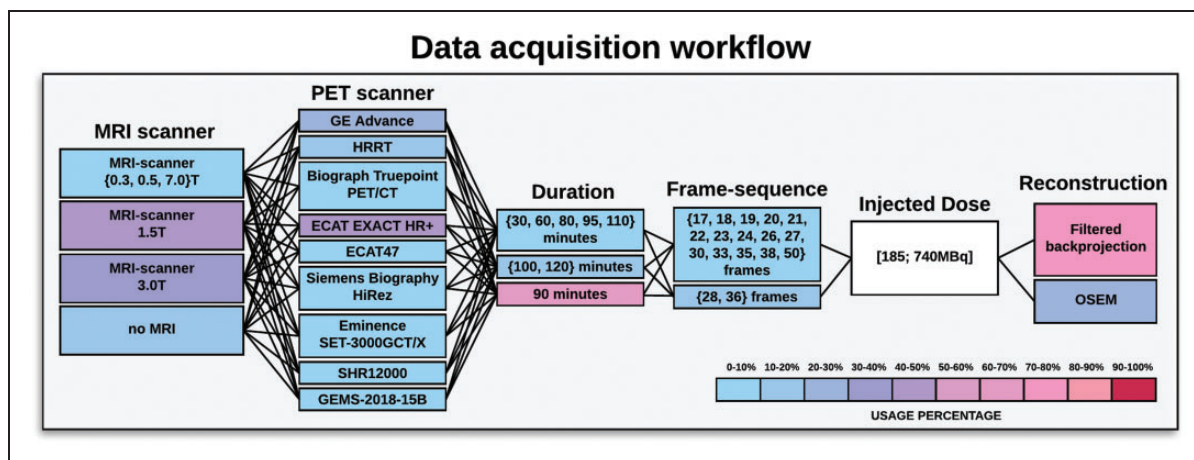 Data acquisition workflow
MRI scanner
MRI-scanner
{0.3, 0.5, 7.0}T
MRI-scanner
1.5T
MRI-scanner
3.0T
no MRI
PET scanner
GE Advance
HRRT
Biograph Truepoint
PET/CT
ECAT EXACT HR+
ECAT47
Siemens Biography
HiRez
Eminence
SET-3000GCT/X
SHR12000
GEMS-2018-15B
Duration
{30, 60, 80, 95, 110}
minutes
{100, 120} minutes
90 minutes
Frame-sequence
{17, 18, 19, 20, 21,
22, 23, 24, 26, 27,
30, 33, 35, 38, 50}
frames
{28, 36} frames
Injected Dose
[185; 740MBq]
Reconstruction
Filtered
backprojection
OSEM
0-10% 10-20% 20-30% 30-40% 40-50% 50-60% 60-70% 70-80% 80-90% 90-100%
USAGE PERCENTAGE